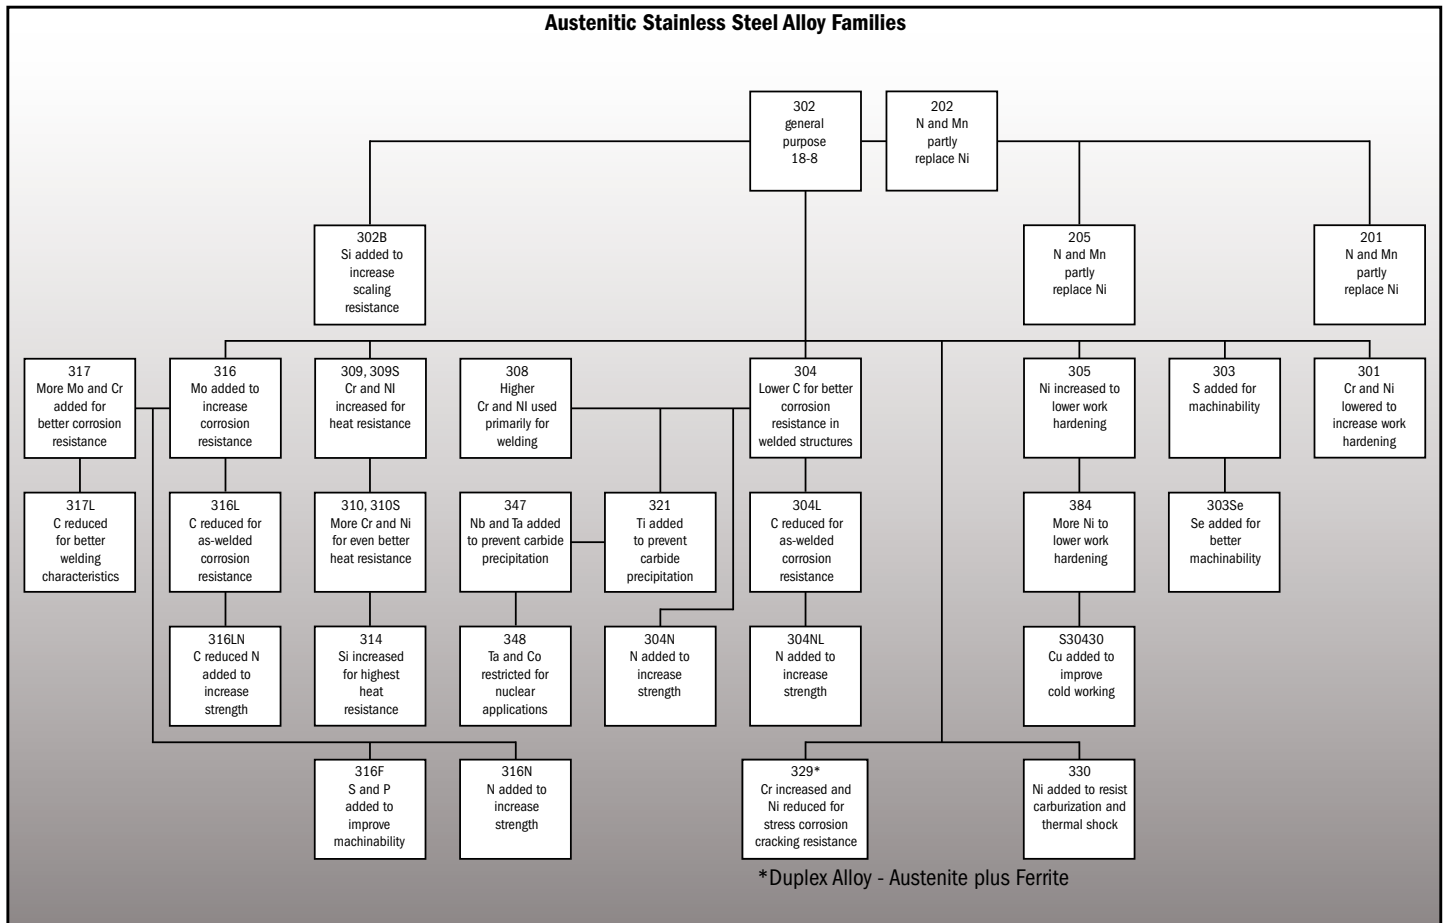 Austenitic Stainless Steel Alloy Families
302
general
purpose
18-8
202
N and Mn
partly
replace Ni
302B
Si added to
increase
scaling
resistance
205
N and Mn
partly
replace Ni
201
N and Mn
partly
replace Ni
317
More Mo and Cr
added for
better corrosion
resistance
316
Mo added to
increase
corrosion
resistance
309, 309S
Cr and NI
increased for
heat resistance
308
Higher
Cr and NI used
primarily for
welding
304
Lower C for better
corrosion
resistance in
welded structures
305
Ni increased to
lower work
hardening
303
S added for
machinability
301
Cr and Ni
lowered to
increase work
hardening
317L
C reduced
for better
welding
characteristics
316L
C reduced for
as-welded
corrosion
resistance
310, 310S
More Cr and Ni
for even better
heat resistance
347
Nb and Ta added
to prevent carbide
precipitation
321
Ti added
to prevent
carbide
precipitation
304L
C reduced for
as-welded
corrosion
resistance
384
More Ni to
lower work
hardening
303Se
Se added for
better
machinability
316LN
C reduced N
added to
increase
strength
314
Si increased
for highest
heat
resistance
348
Ta and Co
restricted for
nuclear
applications
304N
N added to
increase
strength
304NL
N added to
increase
strength
S30430
Cu added to
improve
cold working
316F
S and P
added to
improve
machinability
316N
N added to
increase
strength
329*
Cr increased and
Ni reduced for
stress corrosion
cracking resistance
330
Ni added to resist
carburization and
thermal shock
*Duplex Alloy - Austenite plus Ferrite